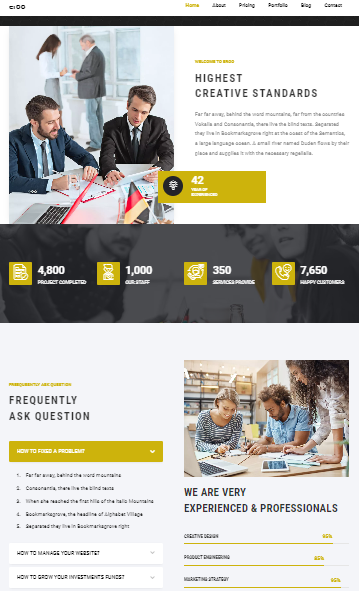 Home About Pricing Portfolio Blog Contact
WELCOME TO ERSO
HIGHEST
CREATIVE STANDARDS
Far far away, behind the word mountains, far from the countries
Vokalia and Consonantia, there live the blind texts. Separated
they live in Bookmarksgrove right at the coast of the Semantics,
a large language ocean. A small river named Duden flows by their
place and supplies it with the necessary regelialia.
42
YEAR OF
4,800
PROJECT COMPLETED
1,000
OUR STAFF
350
SERVICES PROVIDE
7,650
HAPPY CUSTOMERS
FREEQUENTLY ASK QUESTION
FREQUENTLY
ASK QUESTION
HOW TO FIXED A PROBLEM?
1. Far far away, behind the word mountains
2. Consonantia, there live the blind texts
3. When she reached the first hills of the Italic Mountains
4. Bookmarksgrove, the headline of Alphabet Village
5. Separated they live in Bookmarksgrove right
HOW TO MANAGE YOUR WEBSITE?
HOW TO GROW YOUR INVESTMENTS FUNDS?
WE ARE VERY
EXPERIENCED & PROFESSIONALS
CREATIVE DESIGN 95%
PRODUCT ENGINEERING 85%
MARKETING STRATEGY 95%